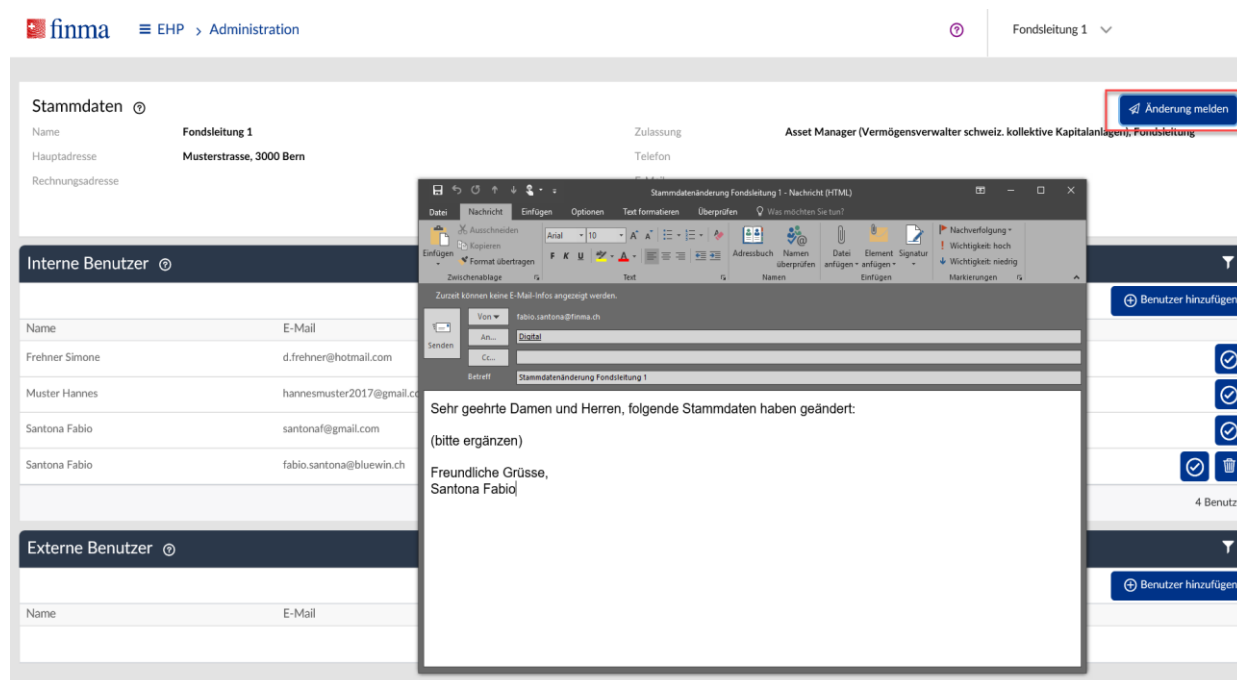 finma
EHP > Administration
Fondsleitung 1
Stammdaten
Änderung melden
Name Fondsleitung 1
Zulassung Asset Manager (Vermögensverwalter schweiz. kollektive Kapitalanlagen), Fondsleitung
Hauptadresse Musterstrasse, 3000 Bern
Telefon
Rechnungsadresse
E-Mail
Stammdatenänderung Fondsleitung 1 - Nachricht (HTML)
Datei Nachricht Einfügen Optionen Text formatieren Überprüfen Was möchten Sie tun?
Einfügen
Ausschneiden
Kopieren
Format übertragen
Zwischenablage
Arial 10
F K U
Text
Adressbuch Namen überprüfen
Namen
Datei anfügen Element anfügen Signatur
Einfügen
Nachverfolgung
Wichtigkeit: hoch
Wichtigkeit: niedrig
Markierungen
Zurzeit können keine E-Mail-Infos angezeigt werden.
Senden
Von fabio.santona@finma.ch
An... Digital
Cc...
Betreff Stammdatenänderung Fondsleitung 1
Sehr geehrte Damen und Herren, folgende Stammdaten haben geändert:
(bitte ergänzen)
Freundliche Grüsse,
Santona Fabio
Interne Benutzer
Benutzer hinzufügen
Name E-Mail
Frehner Simone d.frehner@hotmail.com
Muster Hannes hannesmuster2017@gmail.co
Santona Fabio santonaf@gmail.com
Santona Fabio fabio.santona@bluewin.ch
4 Benutz
Externe Benutzer
Benutzer hinzufügen
Name E-Mail